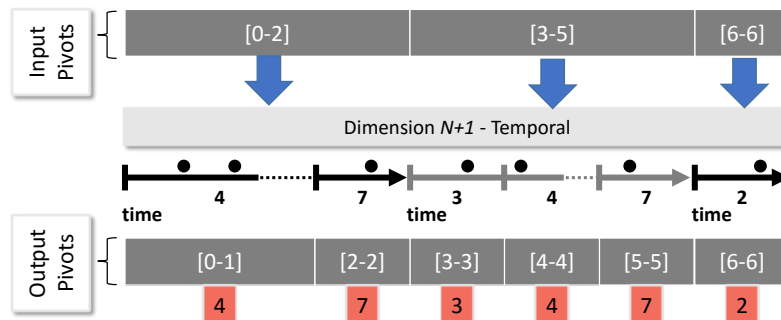 Input
Pivots
[0-2] [3-5] [6-6]
Dimension N+1 - Temporal
4 7 3 4 7 2
time time time
Output
Pivots
[0-1] [2-2] [3-3] [4-4] [5-5] [6-6]
4 7 3 4 7 2